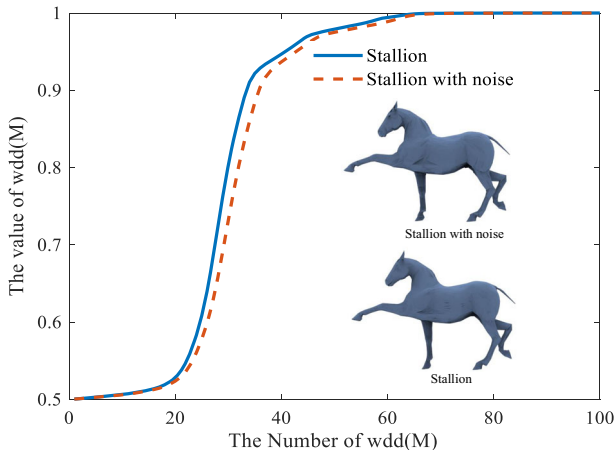 1
0.9
0.8
0.7
0.6
0.5
The value of wdd(M)
Stallion
Stallion with noise
Stallion with noise
Stallion
0
20
40
60
80
100
The Number of wdd(M)